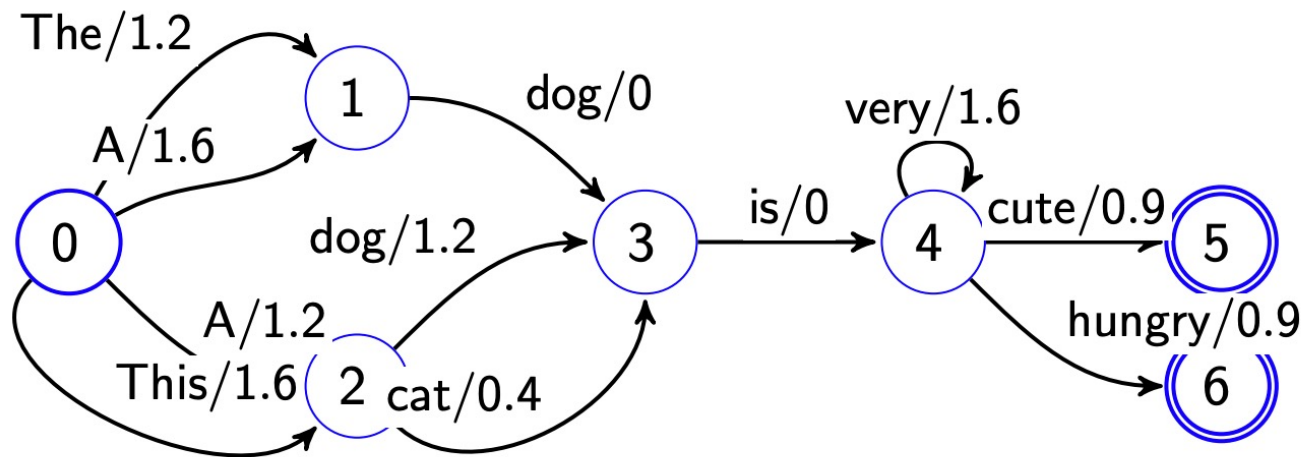 The/1.2
1
dog/0
very/1.6
A/1.6
0
dog/1.2
3
is/0
4
cute/0.9
5
A/1.2
hungry/0.9
This/1.6
2
cat/0.4
6